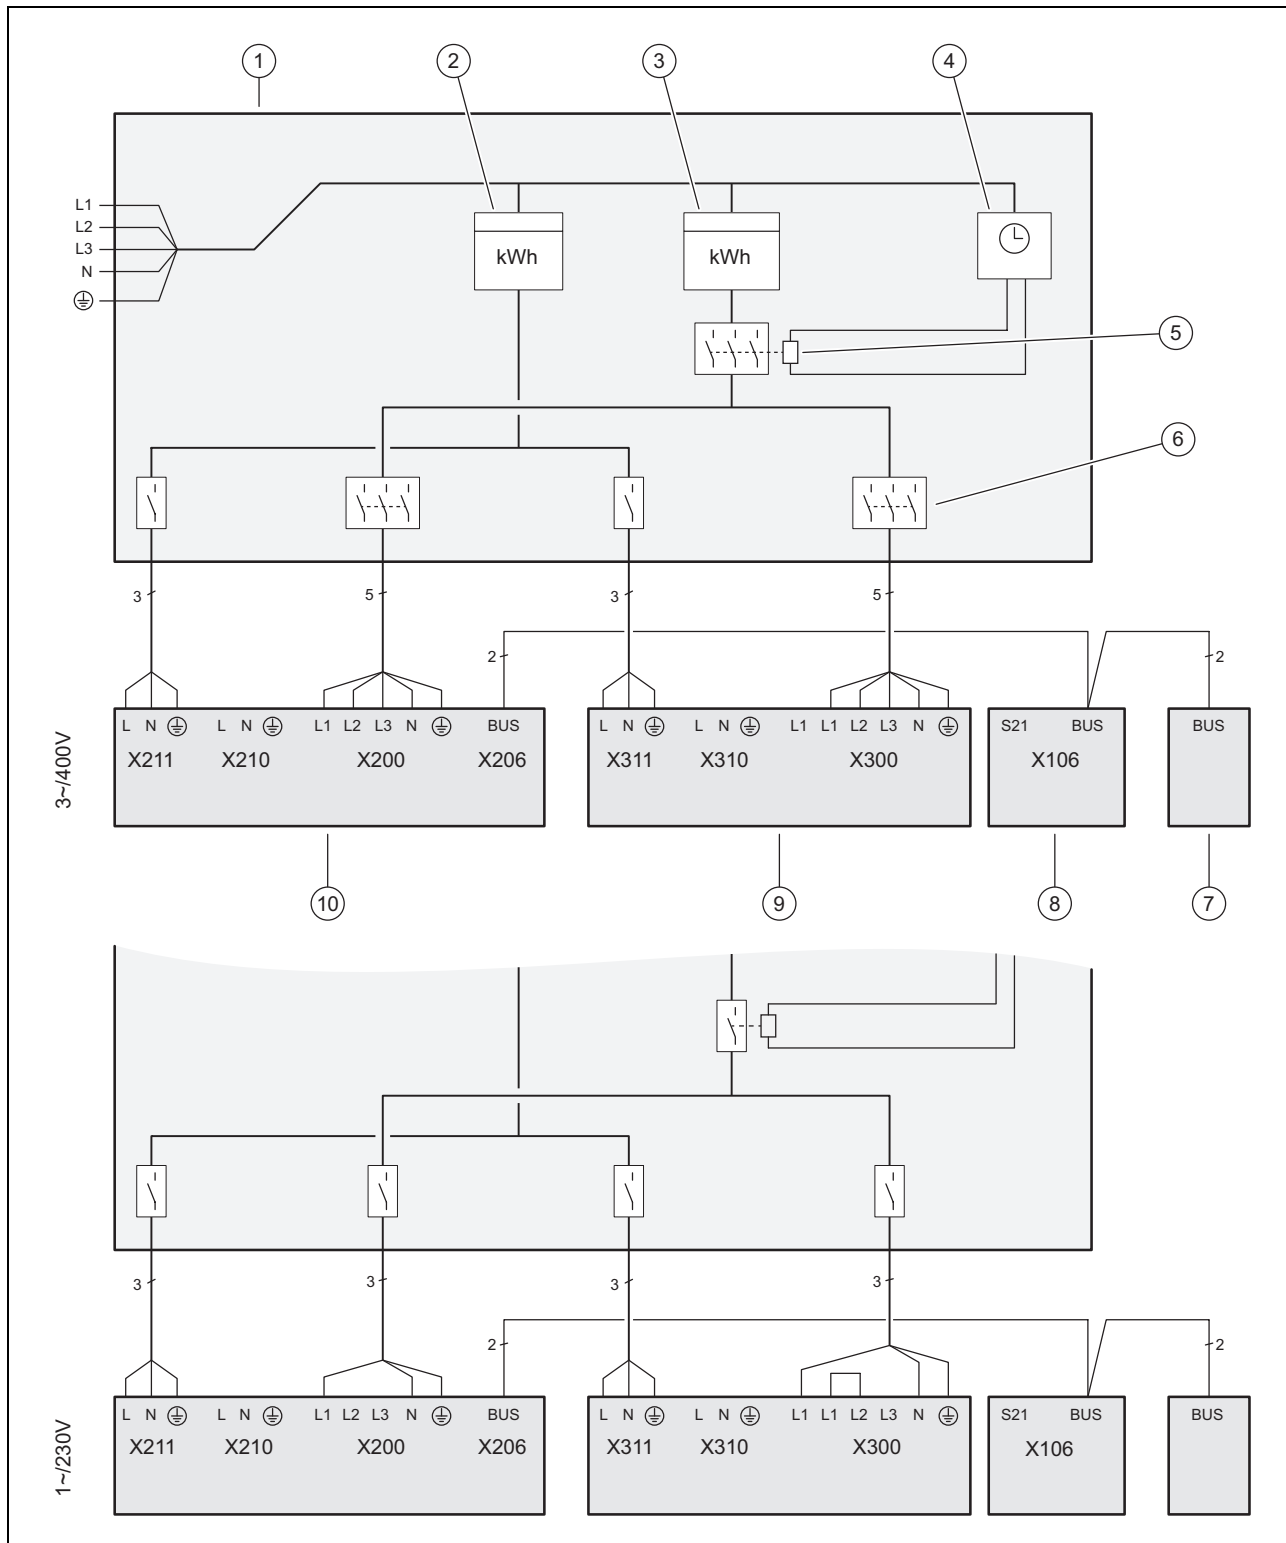 1 2 3 4
L1
L2
L3
N
kWh kWh
5
6
3 5 3 5
2 2
L N L N L1 L2 L3 N BUS L N L N L1 L1 L2 L3 N S21 BUS BUS
X211 X210 X200 X206 X311 X310 X300 X106
3~/400V
10 9 8 7
3 3 3 3
2 2
L N L N L1 L2 L3 N BUS L N L N L1 L1 L2 L3 N S21 BUS BUS
X211 X210 X200 X206 X311 X310 X300 X106
1~/230V